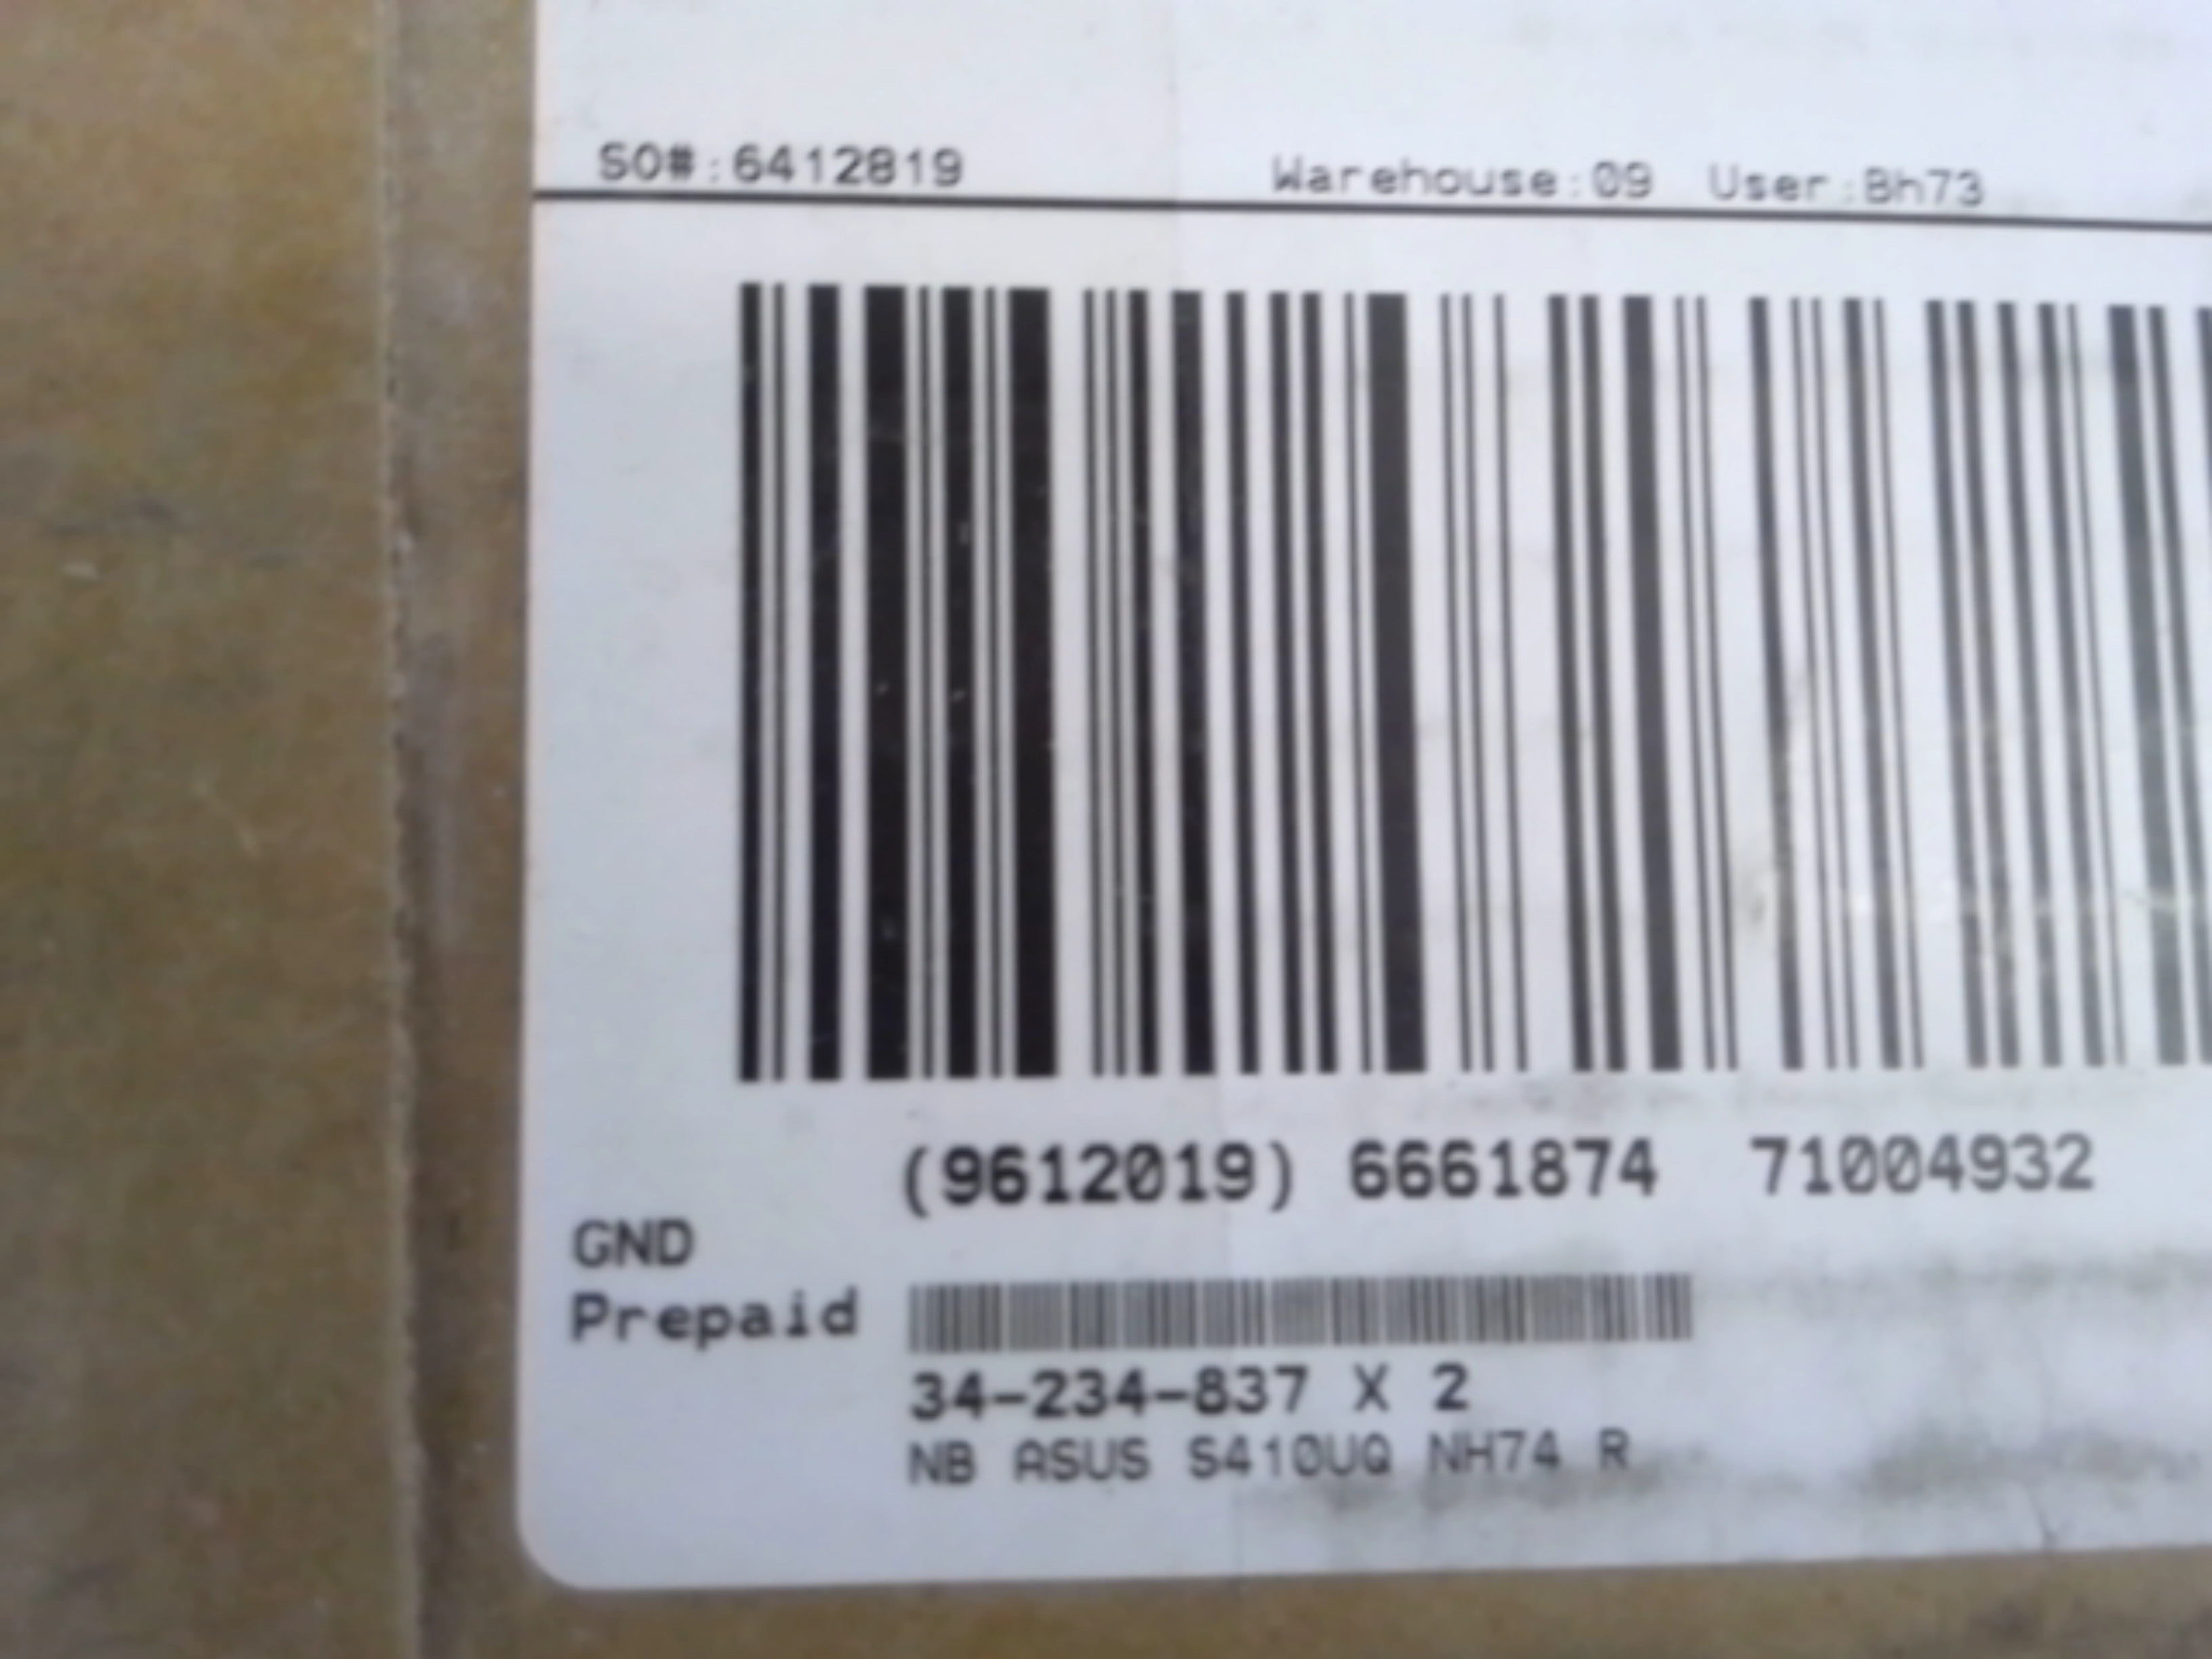 SO#:6412819 Warehouse:09 User:Bh73
(9612019) 6661874 71004932
GND
Prepaid
34-234-837 X 2
NB ASUS S410UQ NH74 R